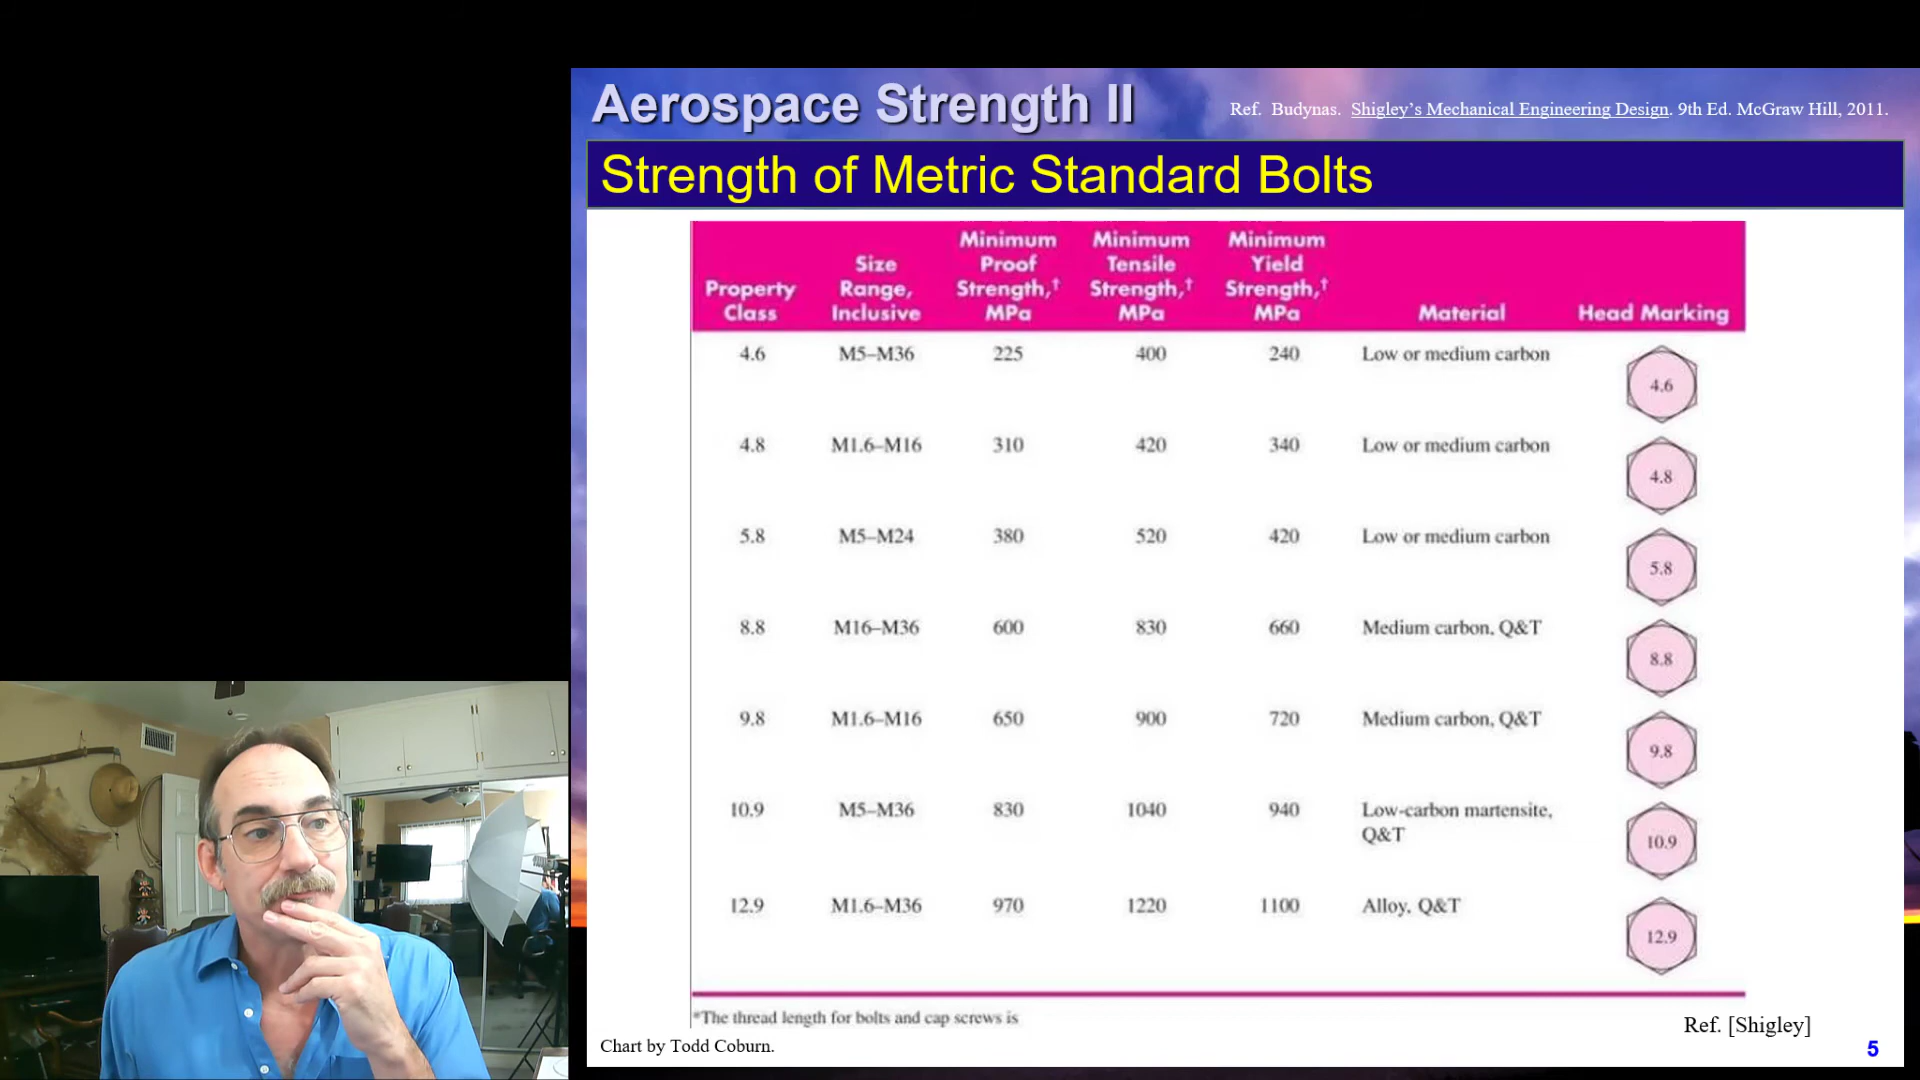 Aerospace Strength II
Ref. Budynas. Shigley's Mechanical Engineering Design. 9th Ed. McGraw Hill, 2011.
Strength of Metric Standard Bolts
Property Class | Size Range, Inclusive | Minimum Proof Strength,† MPa | Minimum Tensile Strength,† MPa | Minimum Yield Strength,† MPa | Material | Head Marking
4.6 | M5–M36 | 225 | 400 | 240 | Low or medium carbon | 4.6
4.8 | M1.6–M16 | 310 | 420 | 340 | Low or medium carbon | 4.8
5.8 | M5–M24 | 380 | 520 | 420 | Low or medium carbon | 5.8
8.8 | M16–M36 | 600 | 830 | 660 | Medium carbon, Q&T | 8.8
9.8 | M1.6–M16 | 650 | 900 | 720 | Medium carbon, Q&T | 9.8
10.9 | M5–M36 | 830 | 1040 | 940 | Low-carbon martensite, Q&T | 10.9
12.9 | M1.6–M36 | 970 | 1220 | 1100 | Alloy, Q&T | 12.9
*The thread length for bolts and cap screws is
Ref. [Shigley]
Chart by Todd Coburn.
5